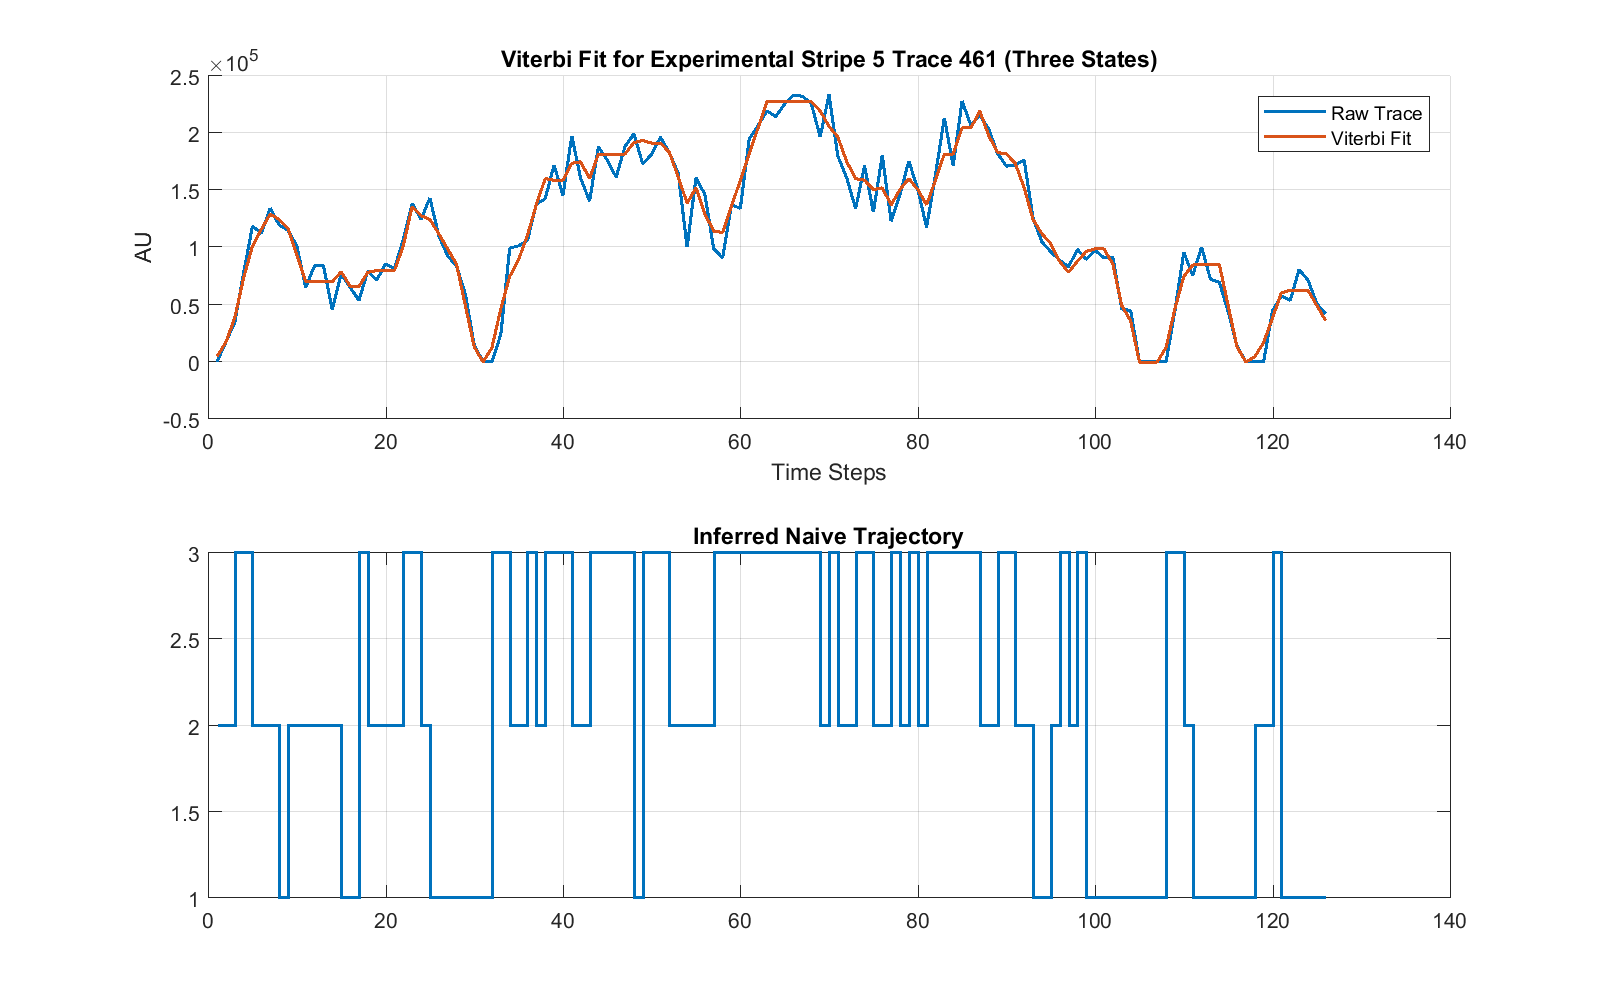 Viterbi Fit for Experimental Stripe 5 Trace 461 (Three States)
×10^5
2.5
2
1.5
1
0.5
0
-0.5
AU
Raw Trace
Viterbi Fit
0 20 40 60 80 100 120 140
Time Steps
Inferred Naive Trajectory
3
2.5
2
1.5
1
0 20 40 60 80 100 120 140